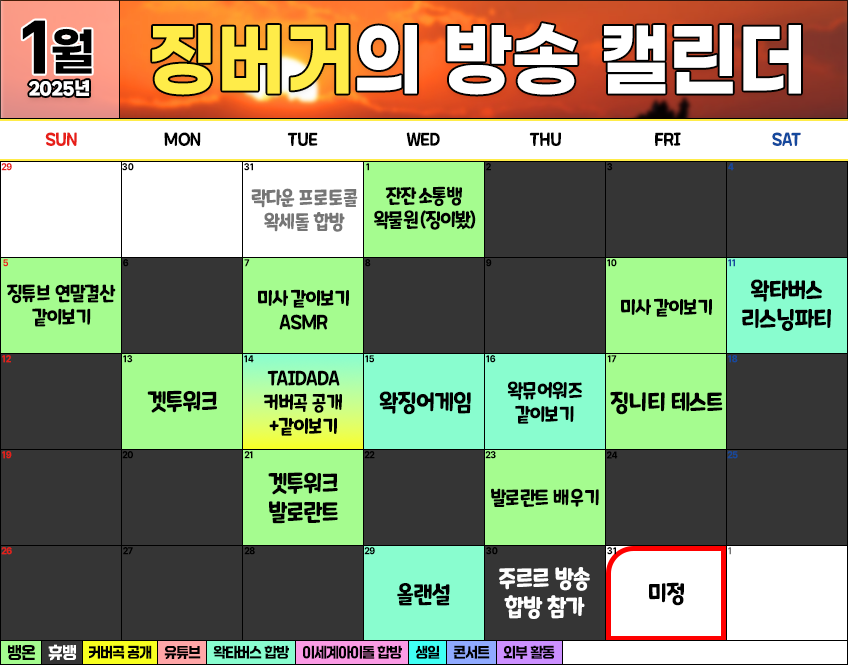 1월
2025년
징버거의 방송 캘린더
SUN MON TUE WED THU FRI SAT
29 30 31 1 2 3 4
락다운 프로토콜
왁세돌 합방
잔잔 소통뱅
왁물원(징이봤)
5 6 7 8 9 10 11
징튜브 연말결산
같이보기
미사 같이보기
ASMR
미사 같이보기
왁타버스
리스닝파티
12 13 14 15 16 17 18
겟투워크
TAIDADA
커버곡 공개
+같이보기
왁징어게임
왁뮤어워즈
같이보기
징니티 테스트
19 20 21 22 23 24 25
겟투워크
발로란트
발로란트 배우기
26 27 28 29 30 31 1
올랜설
주르르 방송
합방 참가
미정
뱅온 휴뱅 커버곡 공개 유튜브 왁타버스 합방 이세계아이돌 합방 생일 콘서트 외부 활동